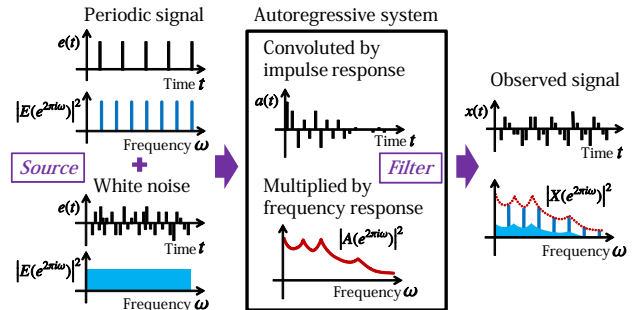 Periodic signal
e(t)
Time t
|E(e^{2πiω})|^2
Frequency ω
Source
+
White noise
e(t)
Time t
|E(e^{2πiω})|^2
Frequency ω
Autoregressive system
Convoluted by
impulse response
a(t)
Time t
Filter
Multiplied by
frequency response
|A(e^{2πiω})|^2
Frequency ω
Observed signal
x(t)
Time t
|X(e^{2πiω})|^2
Frequency ω